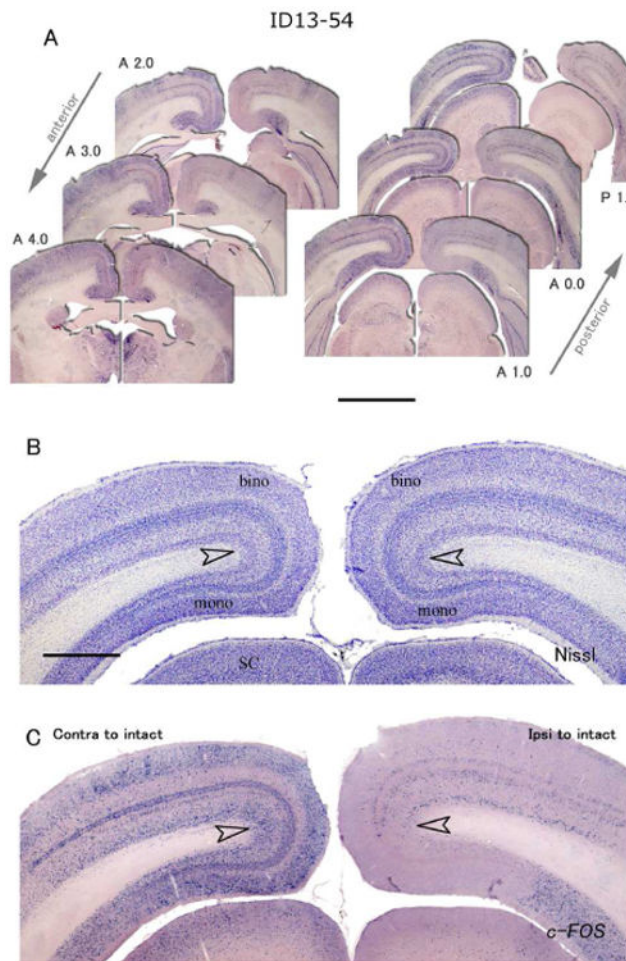 ID13-54
A
A 2.0
anterior
A 3.0
A 4.0
P 1.
A 0.0
A 1.0
posterior
B
bino
bino
mono
mono
SC
Nissl
C
Contra to intact
Ipsi to intact
c-FOS